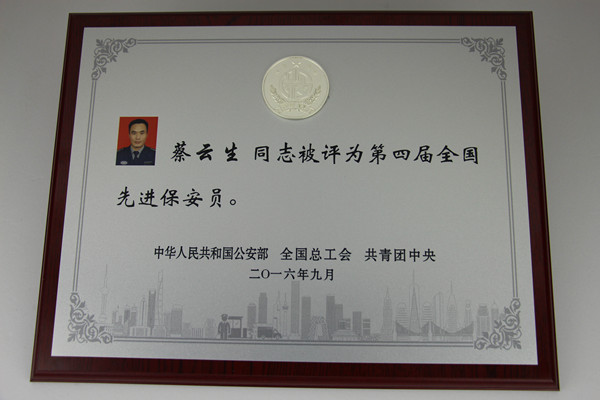 蔡云生 同志被评为第四届全国
先进保安员。
中华人民共和国公安部 全国总工会 共青团中央
二〇一六年九月